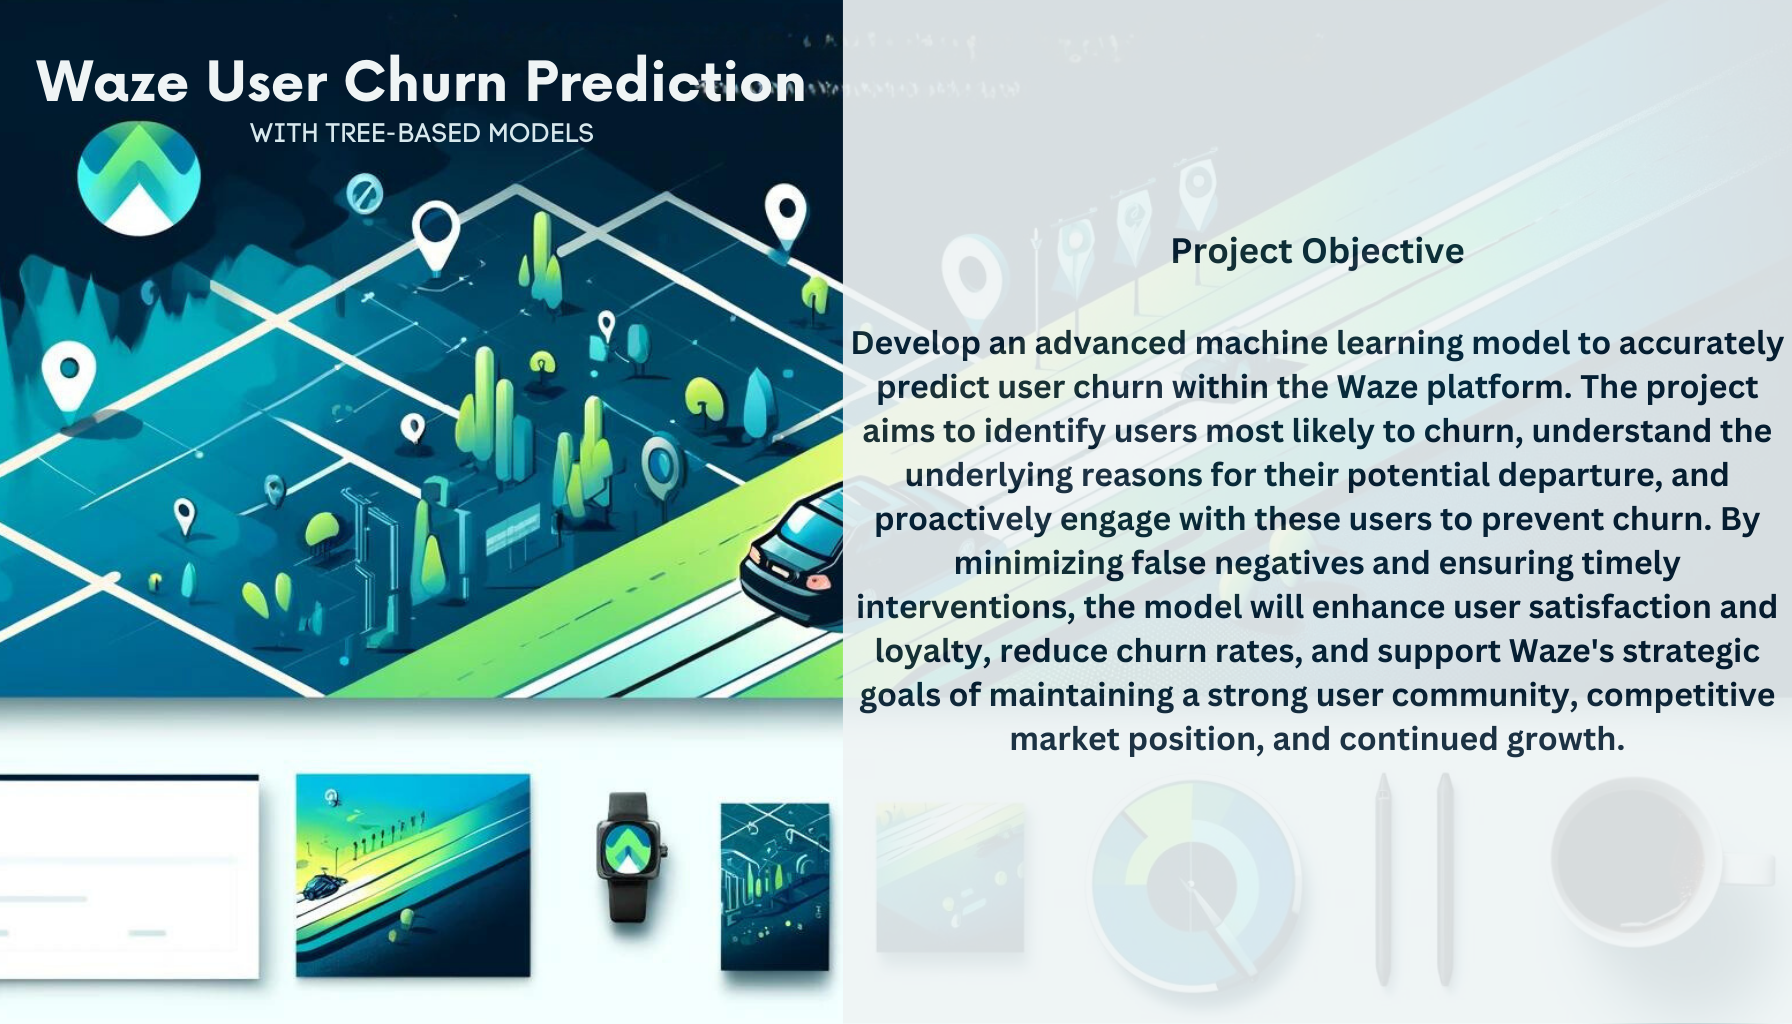 Waze User Churn Prediction
WITH TREE-BASED MODELS
Project Objective
Develop an advanced machine learning model to accurately
predict user churn within the Waze platform. The project
aims to identify users most likely to churn, understand the
underlying reasons for their potential departure, and
proactively engage with these users to prevent churn. By
minimizing false negatives and ensuring timely
interventions, the model will enhance user satisfaction and
loyalty, reduce churn rates, and support Waze's strategic
goals of maintaining a strong user community, competitive
market position, and continued growth.